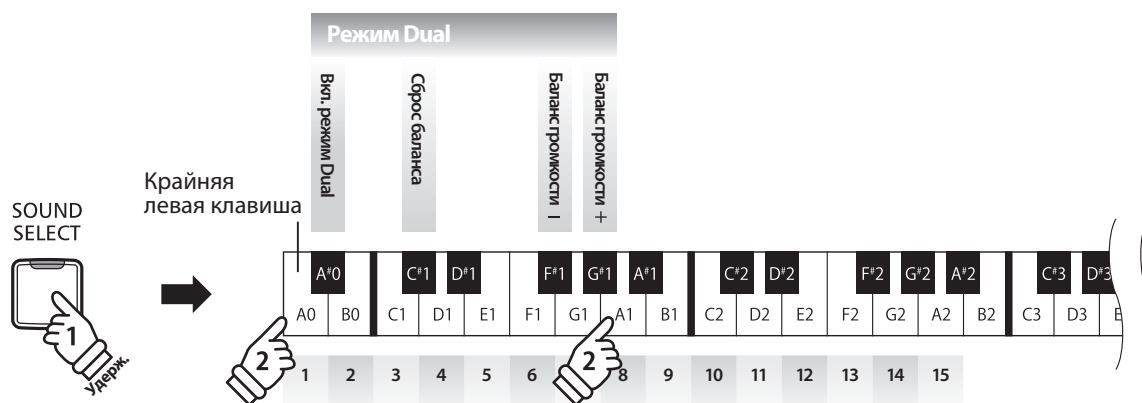 Режим Dual
Вкл. режим Dual
Сброс баланса
Баланс громкости –
Баланс громкости +
Крайняя
левая клавиша
SOUND
SELECT
A#0 C#1 D#1 F#1 G#1 A#1 C#2 D#2 F#2 G#2 A#2 C#3 D#3
A0 B0 C1 D1 E1 F1 G1 A1 B1 C2 D2 E2 F2 G2 A2 B2 C3 D3
1
Удерж.
2
2
1 2 3 4 5 6 8 9 10 11 12 13 14 15